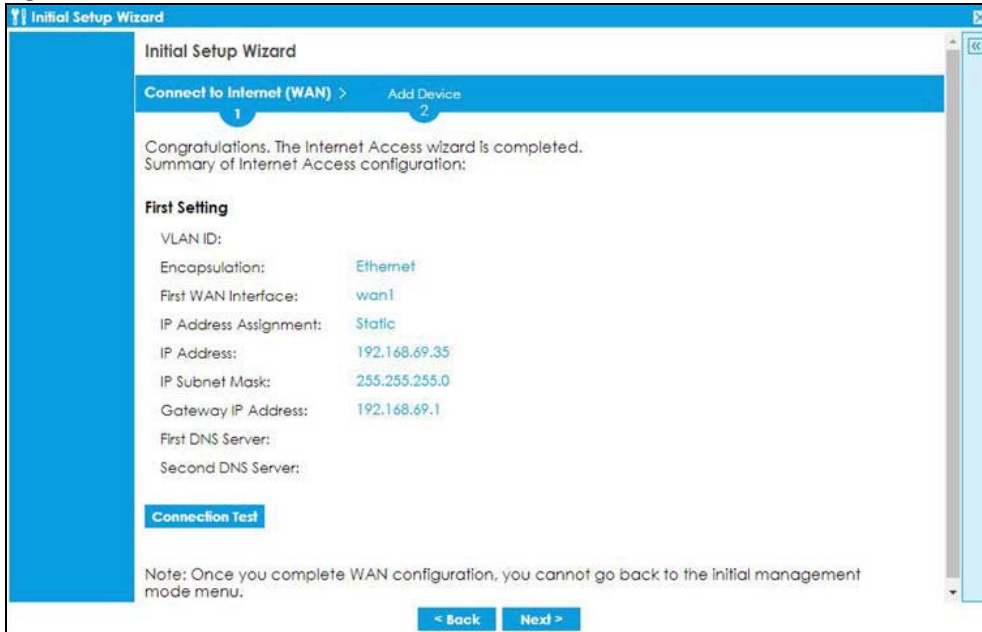 Initial Setup Wizard
Initial Setup Wizard
Connect to Internet (WAN) > Add Device
1 2
Congratulations. The Internet Access wizard is completed.
Summary of Internet Access configuration:
First Setting
VLAN ID:
Encapsulation: Ethernet
First WAN Interface: wan1
IP Address Assignment: Static
IP Address: 192.168.69.35
IP Subnet Mask: 255.255.255.0
Gateway IP Address: 192.168.69.1
First DNS Server:
Second DNS Server:
Connection Test
Note: Once you complete WAN configuration, you cannot go back to the initial management
mode menu.
< Back Next >